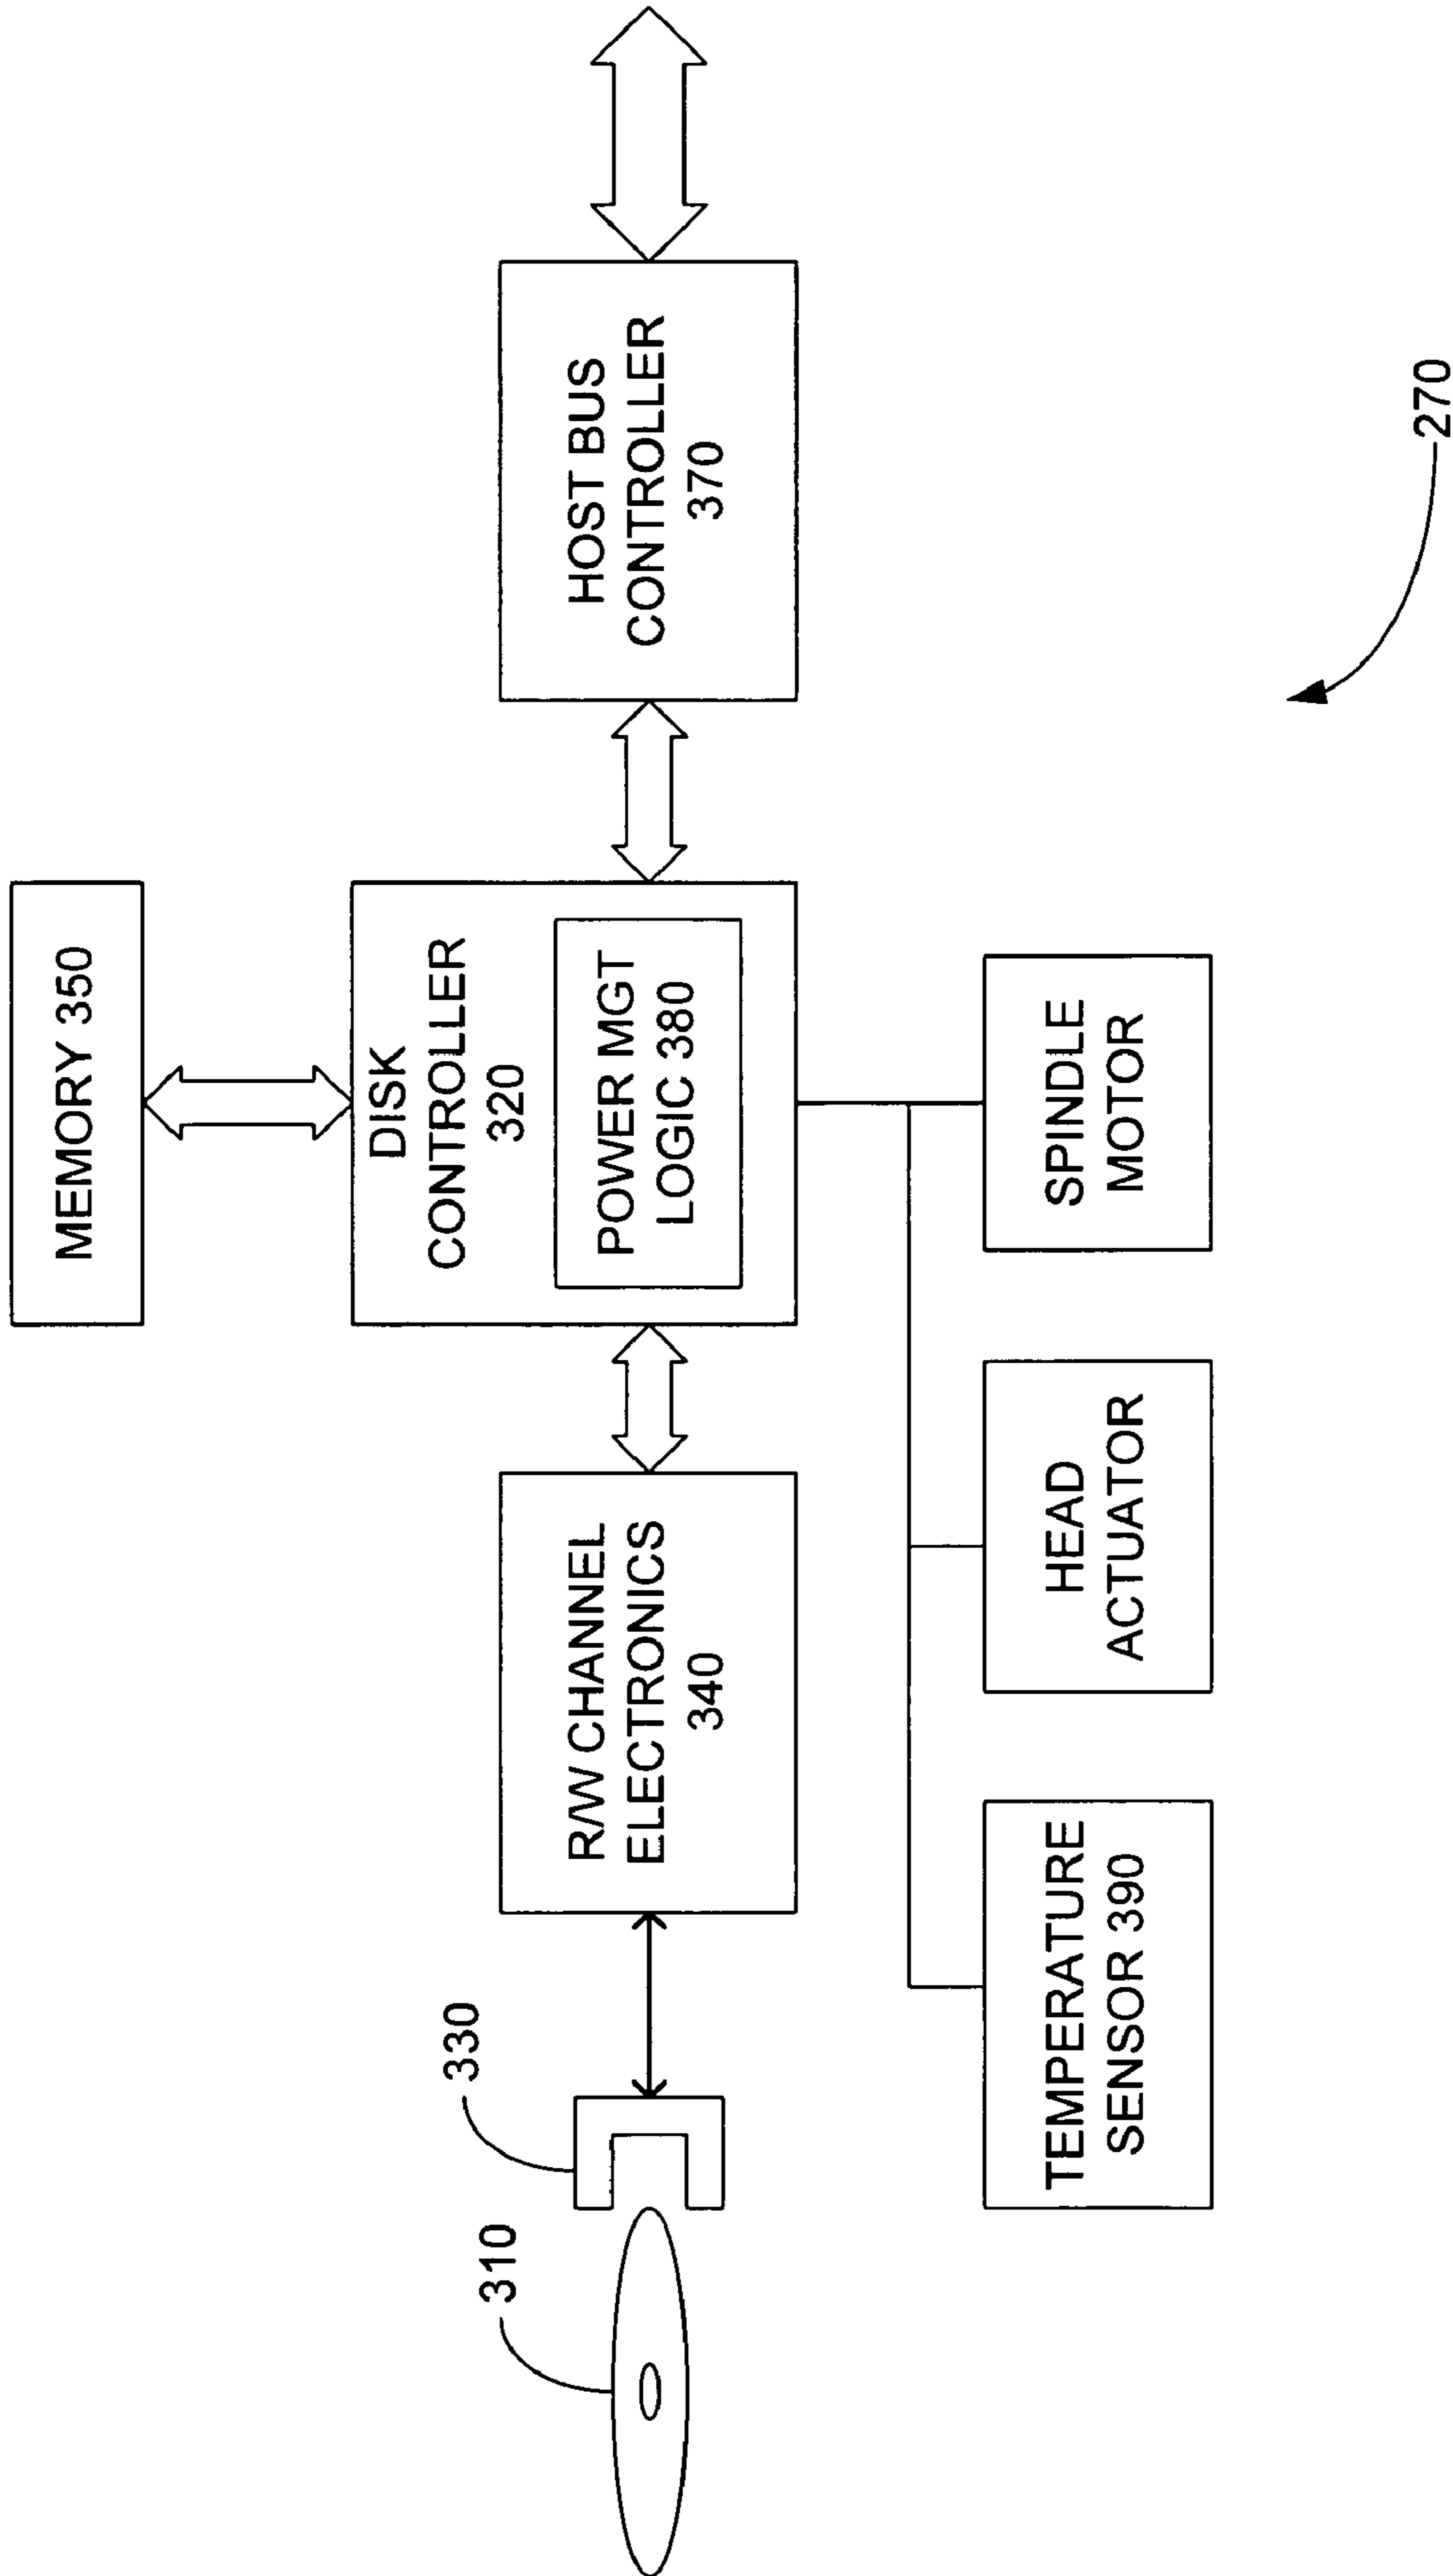 MEMORY 350
310
330
R/W CHANNEL
ELECTRONICS
340
DISK
CONTROLLER
320
POWER MGT
LOGIC 380
HOST BUS
CONTROLLER
370
TEMPERATURE
SENSOR 390
HEAD
ACTUATOR
SPINDLE
MOTOR
270